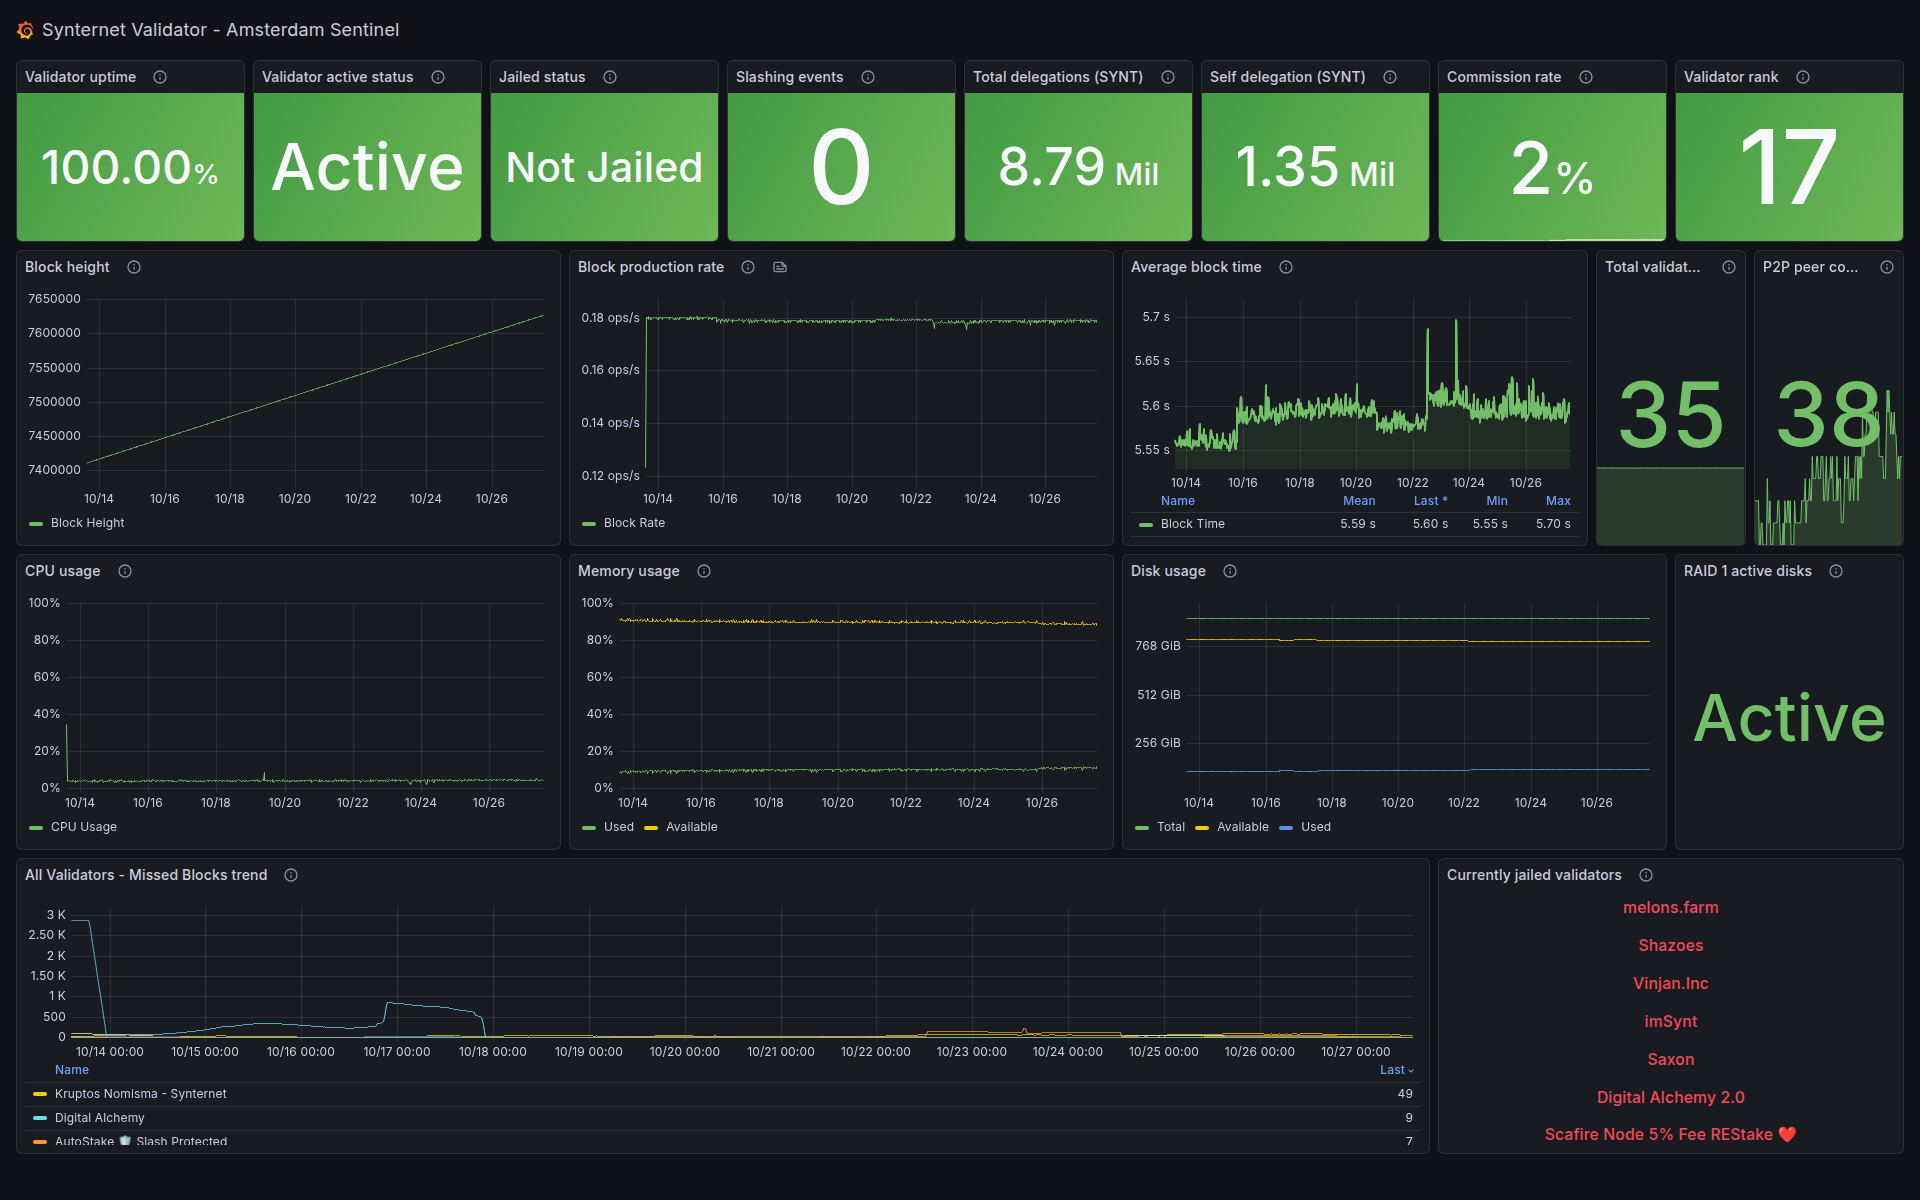 Synternet Validator - Amsterdam Sentinel
Validator uptime
100.00%
Validator active status
Active
Jailed status
Not Jailed
Slashing events
0
Total delegations (SYNT)
8.79 Mil
Self delegation (SYNT)
1.35 Mil
Commission rate
2%
Validator rank
17
Block height
7650000
7600000
7550000
7500000
7450000
7400000
10/14 10/16 10/18 10/20 10/22 10/24 10/26
Block Height
Block production rate
0.18 ops/s
0.16 ops/s
0.14 ops/s
0.12 ops/s
10/14 10/16 10/18 10/20 10/22 10/24 10/26
Block Rate
Average block time
5.7 s
5.65 s
5.6 s
5.55 s
10/14 10/16 10/18 10/20 10/22 10/24 10/26
Name Mean Last * Min Max
Block Time 5.59 s 5.60 s 5.55 s 5.70 s
Total validat...
35
P2P peer co...
38
CPU usage
100%
80%
60%
40%
20%
0%
10/14 10/16 10/18 10/20 10/22 10/24 10/26
CPU Usage
Memory usage
100%
80%
60%
40%
20%
0%
10/14 10/16 10/18 10/20 10/22 10/24 10/26
Used Available
Disk usage
768 GiB
512 GiB
256 GiB
10/14 10/16 10/18 10/20 10/22 10/24 10/26
Total Available Used
RAID 1 active disks
Active
All Validators - Missed Blocks trend
3 K
2.50 K
2 K
1.50 K
1 K
500
0
10/14 00:00 10/15 00:00 10/16 00:00 10/17 00:00 10/18 00:00 10/19 00:00 10/20 00:00 10/21 00:00 10/22 00:00 10/23 00:00 10/24 00:00 10/25 00:00 10/26 00:00 10/27 00:00
Name Last
Kruptos Nomisma - Synternet 49
Digital Alchemy 9
AutoStake 🛡️ Slash Protected 7
Currently jailed validators
melons.farm
Shazoes
Vinjan.Inc
imSynt
Saxon
Digital Alchemy 2.0
Scafire Node 5% Fee REStake ❤️